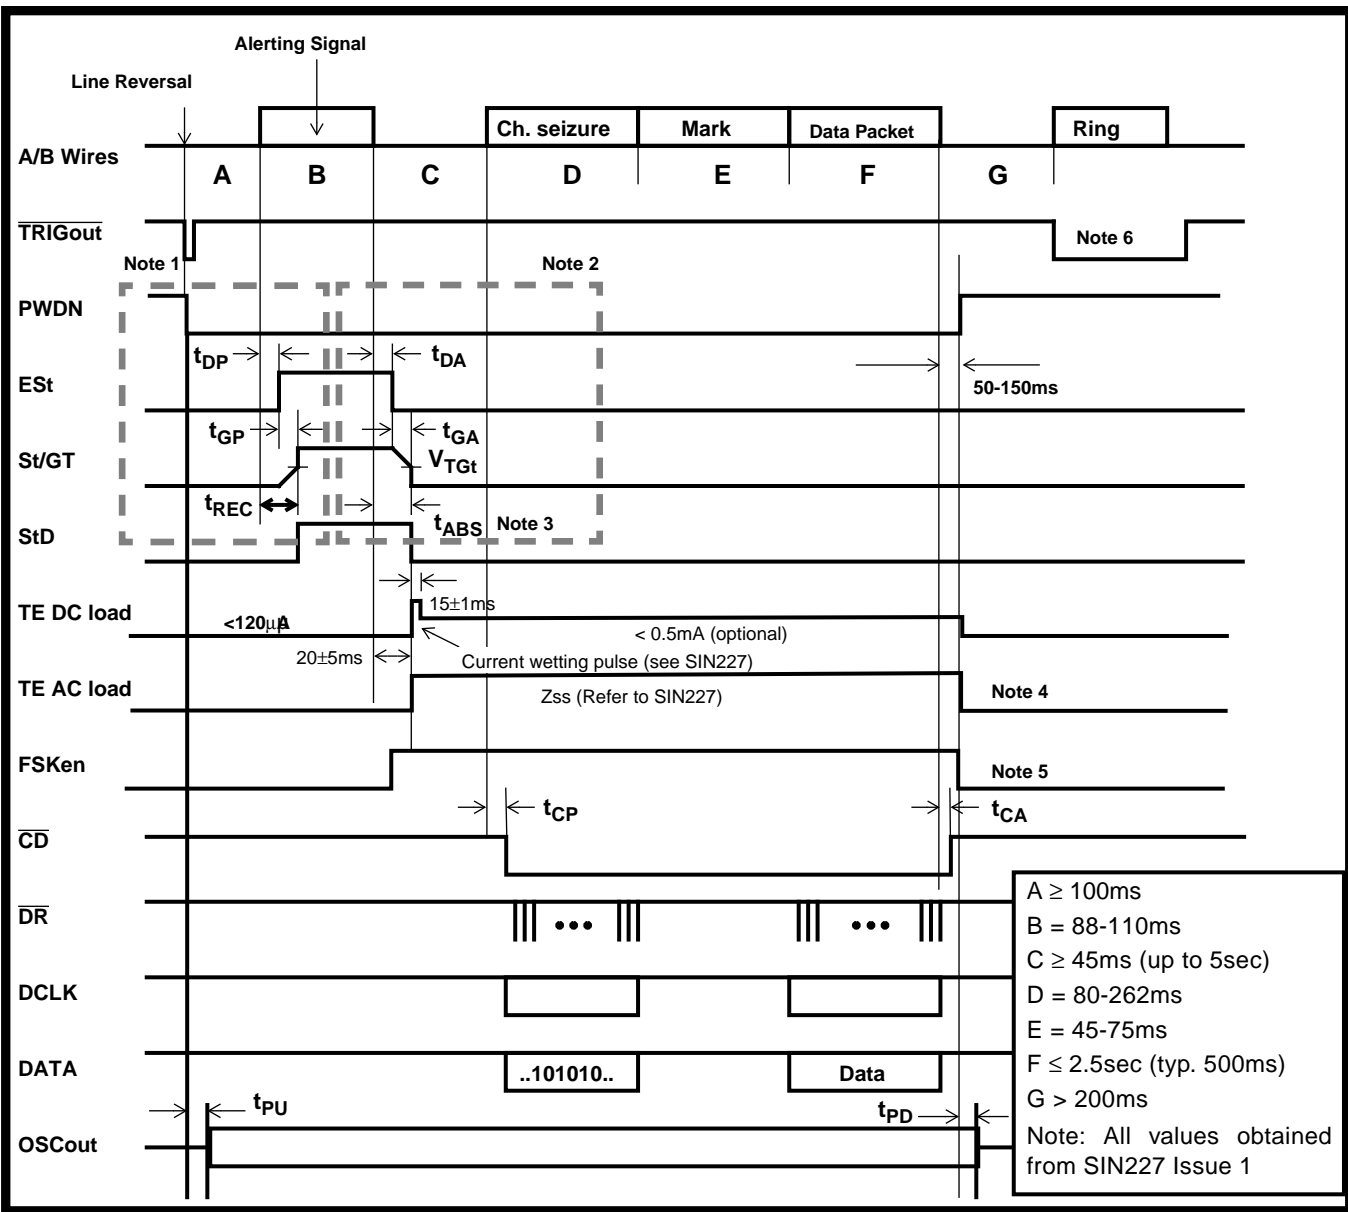 Alerting Signal
Line Reversal
Ch. seizure Mark Data Packet Ring
A/B Wires
A B C D E F G
TRIGout
Note 6
Note 1 Note 2
PWDN
tDP tDA
ESt
50-150ms
tGP tGA
St/GT
VTGt
tREC
tABS Note 3
StD
15±1ms
TE DC load
<120µA
< 0.5mA (optional)
20±5ms
Current wetting pulse (see SIN227)
TE AC load
Zss (Refer to SIN227)
Note 4
FSKen
Note 5
tCP tCA
CD
DR
DCLK
DATA
..101010.. Data
tPU tPD
OSCout
A ≥ 100ms
B = 88-110ms
C ≥ 45ms (up to 5sec)
D = 80-262ms
E = 45-75ms
F ≤ 2.5sec (typ. 500ms)
G > 200ms
Note: All values obtained
from SIN227 Issue 1